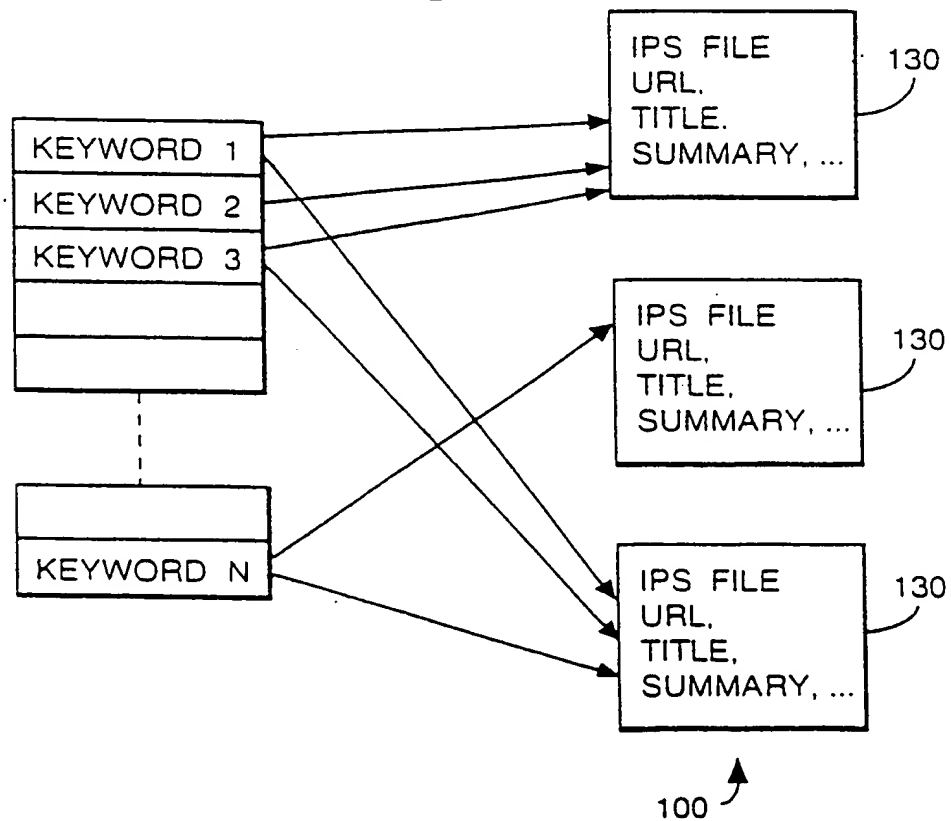 KEYWORD 1
KEYWORD 2
KEYWORD 3
KEYWORD N
IPS FILE
URL,
TITLE.
SUMMARY, ...
130
IPS FILE
URL,
TITLE,
SUMMARY, ...
130
IPS FILE
URL,
TITLE,
SUMMARY, ...
130
100